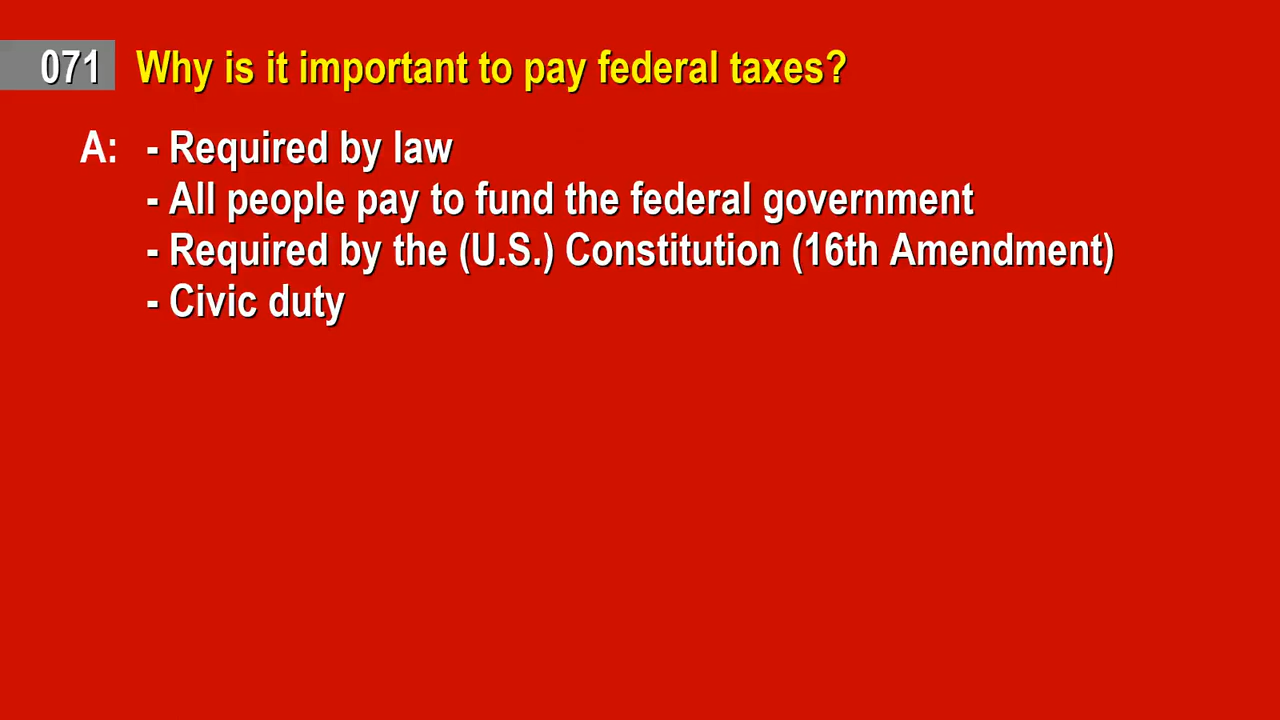 071 Why is it important to pay federal taxes?
A: - Required by law
- All people pay to fund the federal government
- Required by the (U.S.) Constitution (16th Amendment)
- Civic duty